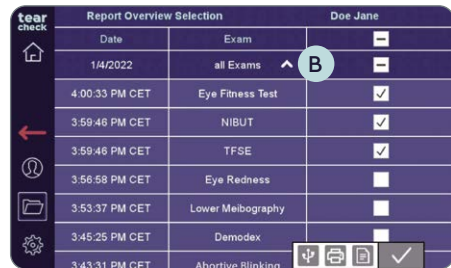 tear
check
Report Overview Selection Doe Jane
Date Exam
1/4/2022 all Exams B
4:00:33 PM CET Eye Fitness Test
3:59:46 PM CET NIBUT
3:59:46 PM CET TFSE
3:56:58 PM CET Eye Redness
3:53:37 PM CET Lower Meibography
3:45:25 PM CET Demodex
3:43:31 PM CET Abortive Blinking